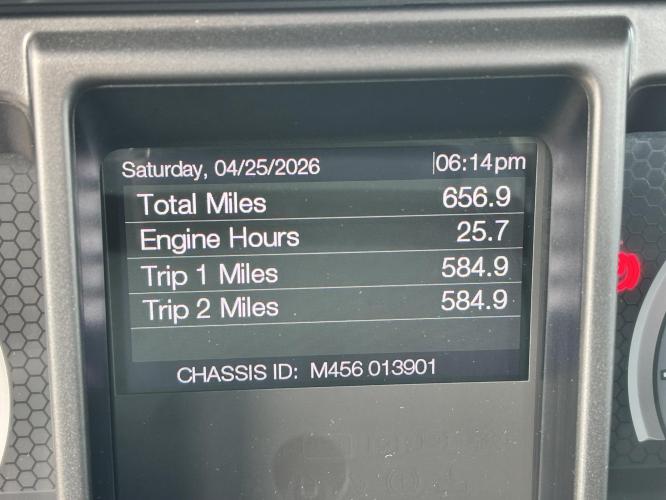 Saturday, 04/25/2026 06:14pm
Total Miles 656.9
Engine Hours 25.7
Trip 1 Miles 584.9
Trip 2 Miles 584.9
CHASSIS ID: M456 013901